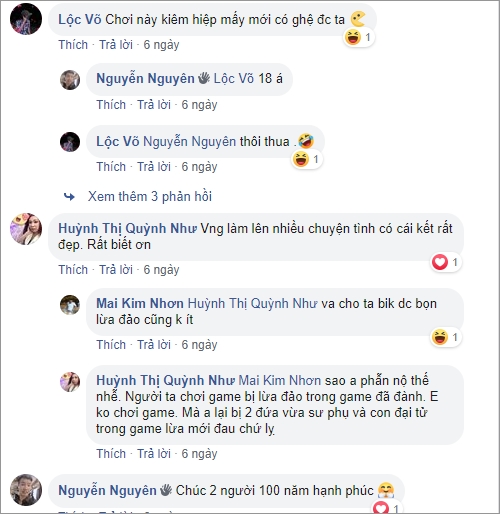 Lộc Võ Chơi này kiêm hiệp mấy mới có ghệ đc ta
1
Thích · Trả lời · 6 ngày
Nguyễn Nguyên Lộc Võ 18 á
Thích · Trả lời · 6 ngày
Lộc Võ Nguyễn Nguyên thôi thua .
1
Thích · Trả lời · 6 ngày
Xem thêm 3 phản hồi
Huỳnh Thị Quỳnh Như Vng làm lên nhiều chuyện tình có cái kết rất
đẹp. Rất biết ơn
1
Thích · Trả lời · 6 ngày
Mai Kim Nhơn Huỳnh Thị Quỳnh Như va cho ta bik dc bọn
lừa đảo cũng k ít
1
Thích · Trả lời · 6 ngày
Huỳnh Thị Quỳnh Như Mai Kim Nhơn sao a phẫn nộ thế
nhể. Người ta chơi game bị lừa đảo trong game đã đành. E
ko chơi game. Mà a lại bị 2 đứa vừa sư phụ và con đại tử
trong game lừa mới đau chứ lỵ
Thích · Trả lời · 6 ngày
Nguyễn Nguyên Chúc 2 người 100 năm hạnh phúc
1